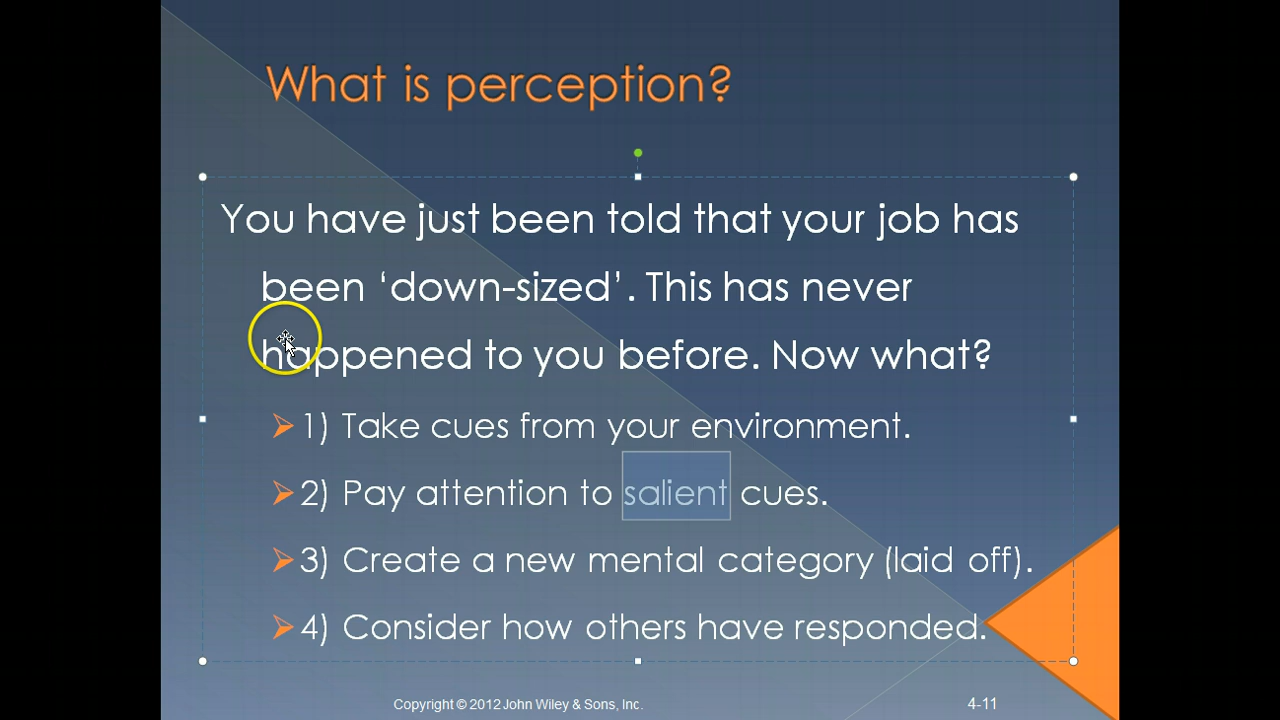 What is perception?
You have just been told that your job has
been ‘down-sized’. This has never
happened to you before. Now what?
1) Take cues from your environment.
2) Pay attention to salient cues.
3) Create a new mental category (laid off).
4) Consider how others have responded.
Copyright © 2012 John Wiley & Sons, Inc.
4-11